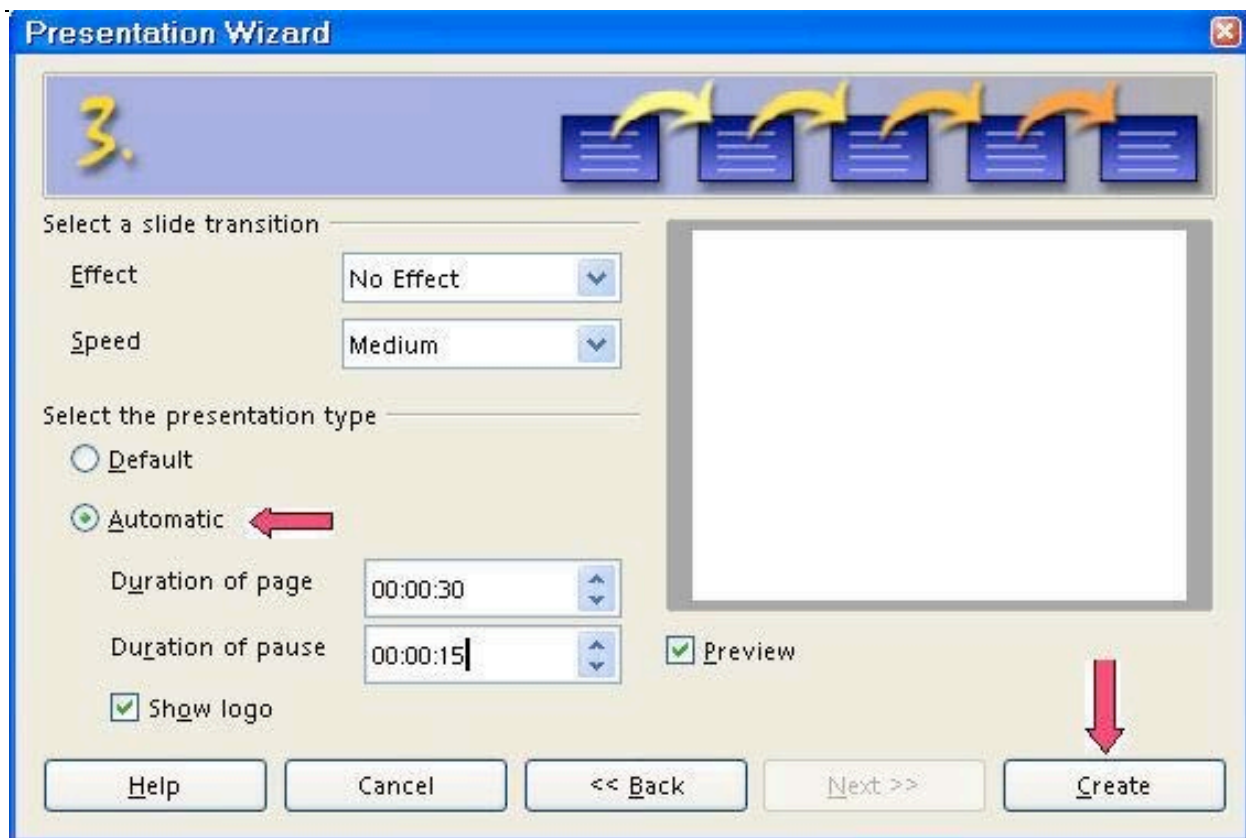 Presentation Wizard
3.
Select a slide transition
Effect No Effect
Speed Medium
Select the presentation type
Default
Automatic
Duration of page 00:00:30
Duration of pause 00:00:15
Preview
Show logo
Help Cancel << Back Next >> Create